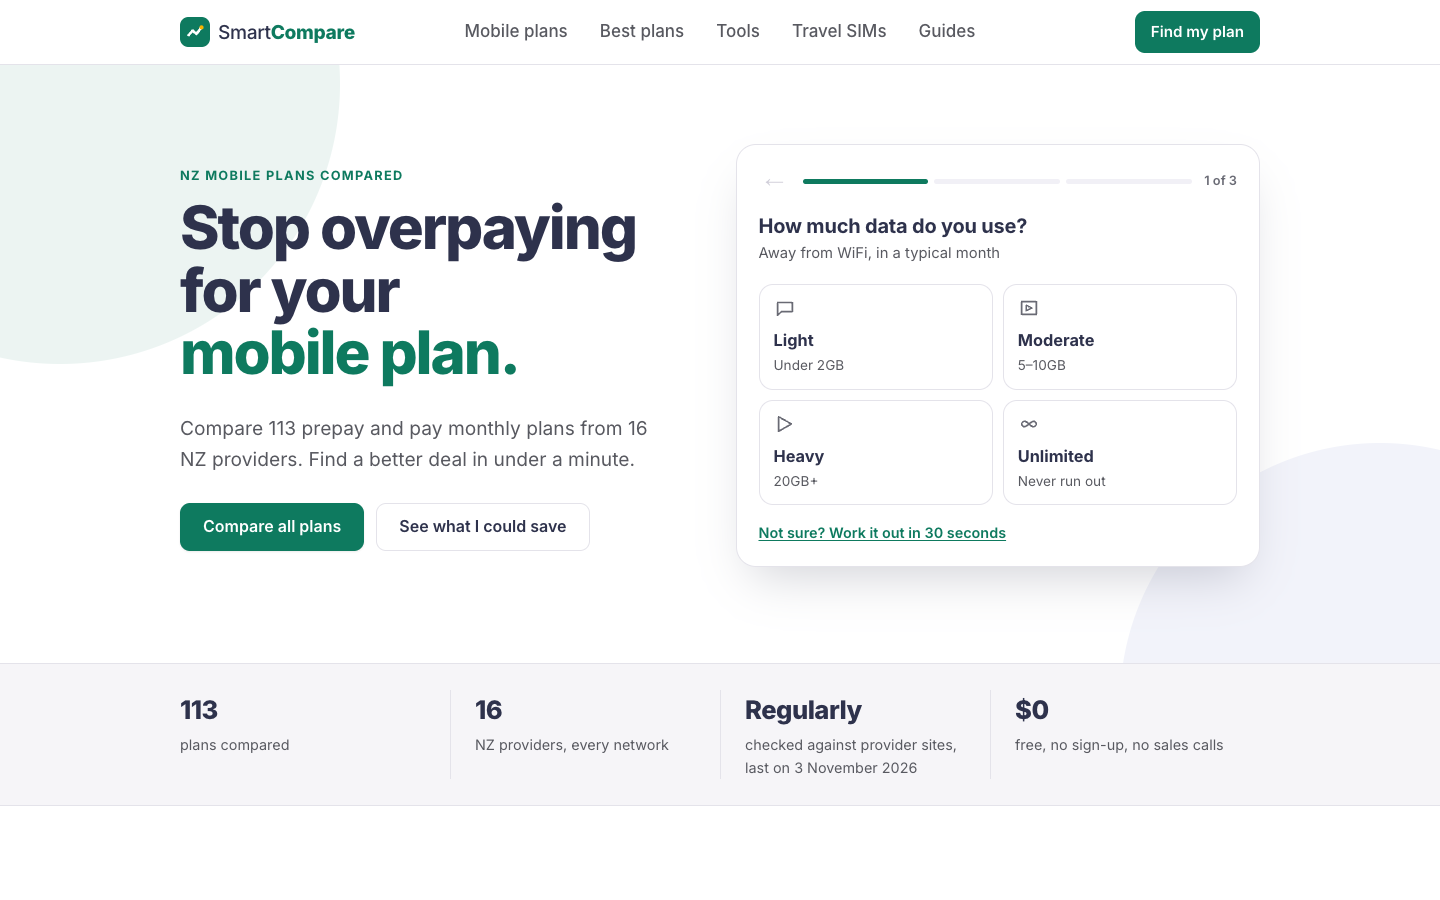 SmartCompare
Mobile plans
Best plans
Tools
Travel SIMs
Guides
Find my plan
NZ MOBILE PLANS COMPARED
Stop overpaying
for your
mobile plan.
Compare 113 prepay and pay monthly plans from 16
NZ providers. Find a better deal in under a minute.
Compare all plans
See what I could save
1 of 3
How much data do you use?
Away from WiFi, in a typical month
Light
Under 2GB
Moderate
5–10GB
Heavy
20GB+
Unlimited
Never run out
Not sure? Work it out in 30 seconds
113
plans compared
16
NZ providers, every network
Regularly
checked against provider sites,
last on 3 November 2026
$0
free, no sign-up, no sales calls